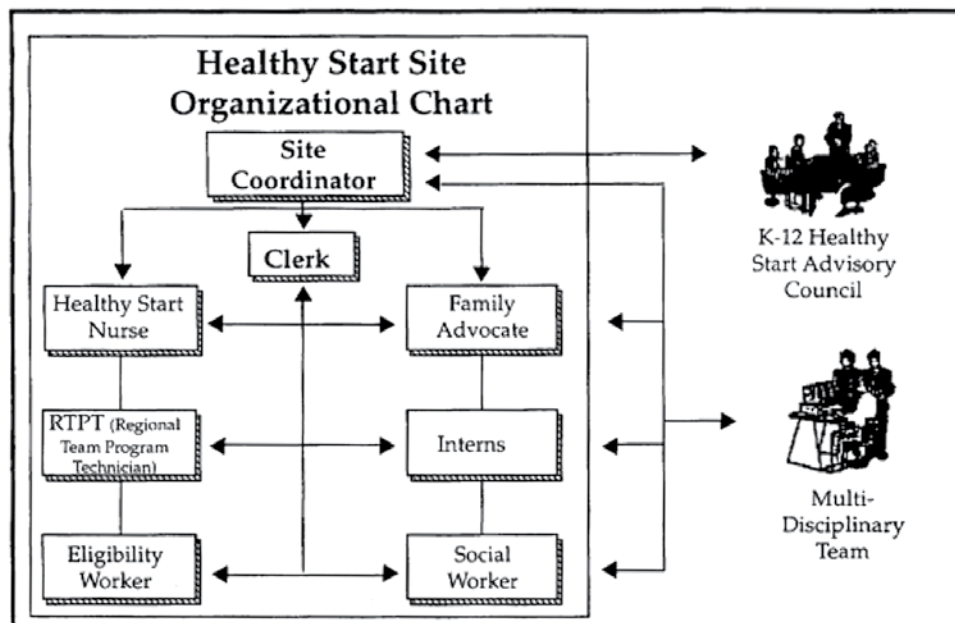 Healthy Start Site
Organizational Chart
Site
Coordinator
Clerk
Healthy Start
Nurse
Family
Advocate
RTPT (Regional
Team Program
Technician)
Interns
Eligibility
Worker
Social
Worker
K-12 Healthy
Start Advisory
Council
Multi-
Disciplinary
Team